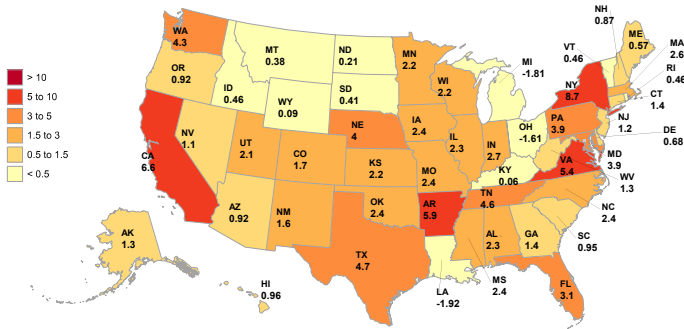 > 10
5 to 10
3 to 5
1.5 to 3
0.5 to 1.5
< 0.5
WA
4.3
OR
0.92
CA
6.6
NV
1.1
ID
0.46
MT
0.38
WY
0.09
UT
2.1
AZ
0.92
CO
1.7
NM
1.6
ND
0.21
SD
0.41
NE
4
KS
2.2
OK
2.4
TX
4.7
MN
2.2
IA
2.4
MO
2.4
AR
5.9
LA
-1.92
WI
2.2
IL
2.3
IN
2.7
MI
-1.81
OH
-1.61
KY
0.06
TN
4.6
MS
2.4
AL
2.3
GA
1.4
FL
3.1
SC
0.95
NC
2.4
VA
5.4
WV
1.3
MD
3.9
DE
0.68
PA
3.9
NJ
1.2
NY
8.7
CT
1.4
RI
0.46
MA
2.6
VT
0.46
NH
0.87
ME
0.57
AK
1.3
HI
0.96